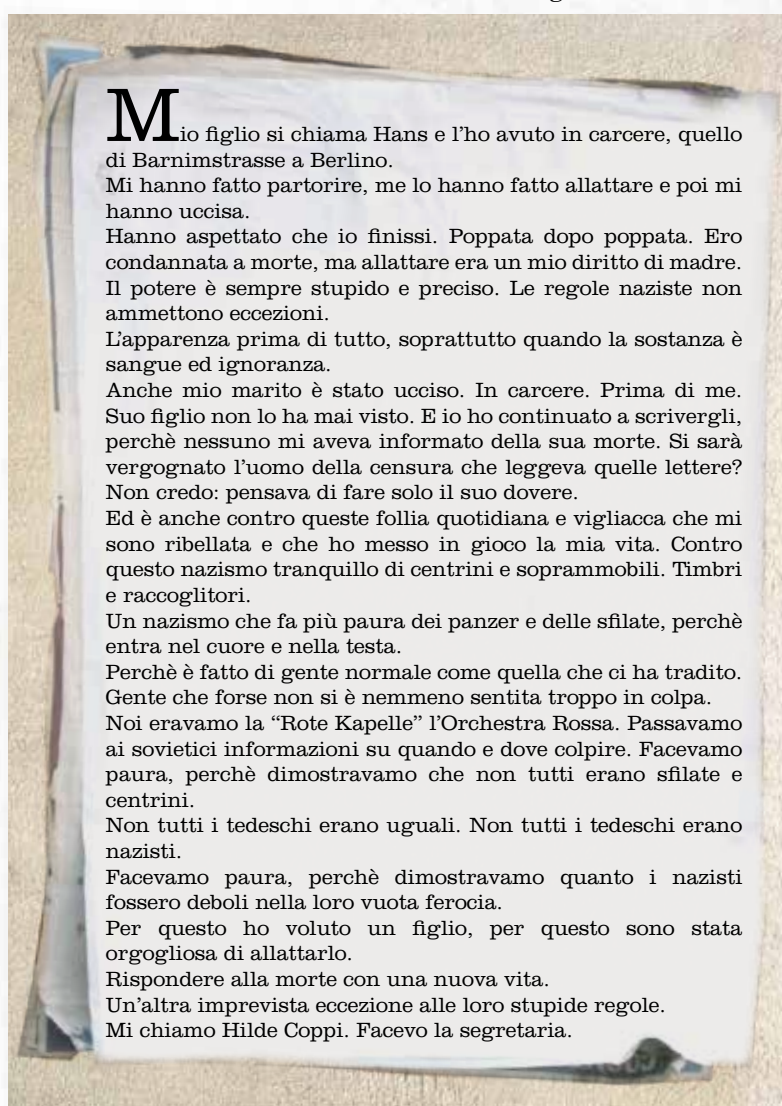 Mio figlio si chiama Hans e l'ho avuto in carcere, quello
di Barnimstrasse a Berlino.
Mi hanno fatto partorire, me lo hanno fatto allattare e poi mi
hanno uccisa.
Hanno aspettato che io finissi. Poppata dopo poppata. Ero
condannata a morte, ma allattare era un mio diritto di madre.
Il potere è sempre stupido e preciso. Le regole naziste non
ammettono eccezioni.
L'apparenza prima di tutto, soprattutto quando la sostanza è
sangue ed ignoranza.
Anche mio marito è stato ucciso. In carcere. Prima di me.
Suo figlio non lo ha mai visto. E io ho continuato a scrivergli,
perchè nessuno mi aveva informato della sua morte. Si sarà
vergognato l'uomo della censura che leggeva quelle lettere?
Non credo: pensava di fare solo il suo dovere.
Ed è anche contro queste follia quotidiana e vigliacca che mi
sono ribellata e che ho messo in gioco la mia vita. Contro
questo nazismo tranquillo di centrini e soprammobili. Timbri
e raccoglitori.
Un nazismo che fa più paura dei panzer e delle sfilate, perchè
entra nel cuore e nella testa.
Perchè è fatto di gente normale come quella che ci ha tradito.
Gente che forse non si è nemmeno sentita troppo in colpa.
Noi eravamo la “Rote Kapelle” l'Orchestra Rossa. Passavamo
ai sovietici informazioni su quando e dove colpire. Facevamo
paura, perchè dimostravamo che non tutti erano sfilate e
centrini.
Non tutti i tedeschi erano uguali. Non tutti i tedeschi erano
nazisti.
Facevamo paura, perchè dimostravamo quanto i nazisti
fossero deboli nella loro vuota ferocia.
Per questo ho voluto un figlio, per questo sono stata
orgogliosa di allattarlo.
Rispondere alla morte con una nuova vita.
Un'altra imprevista eccezione alle loro stupide regole.
Mi chiamo Hilde Coppi. Facevo la segretaria.